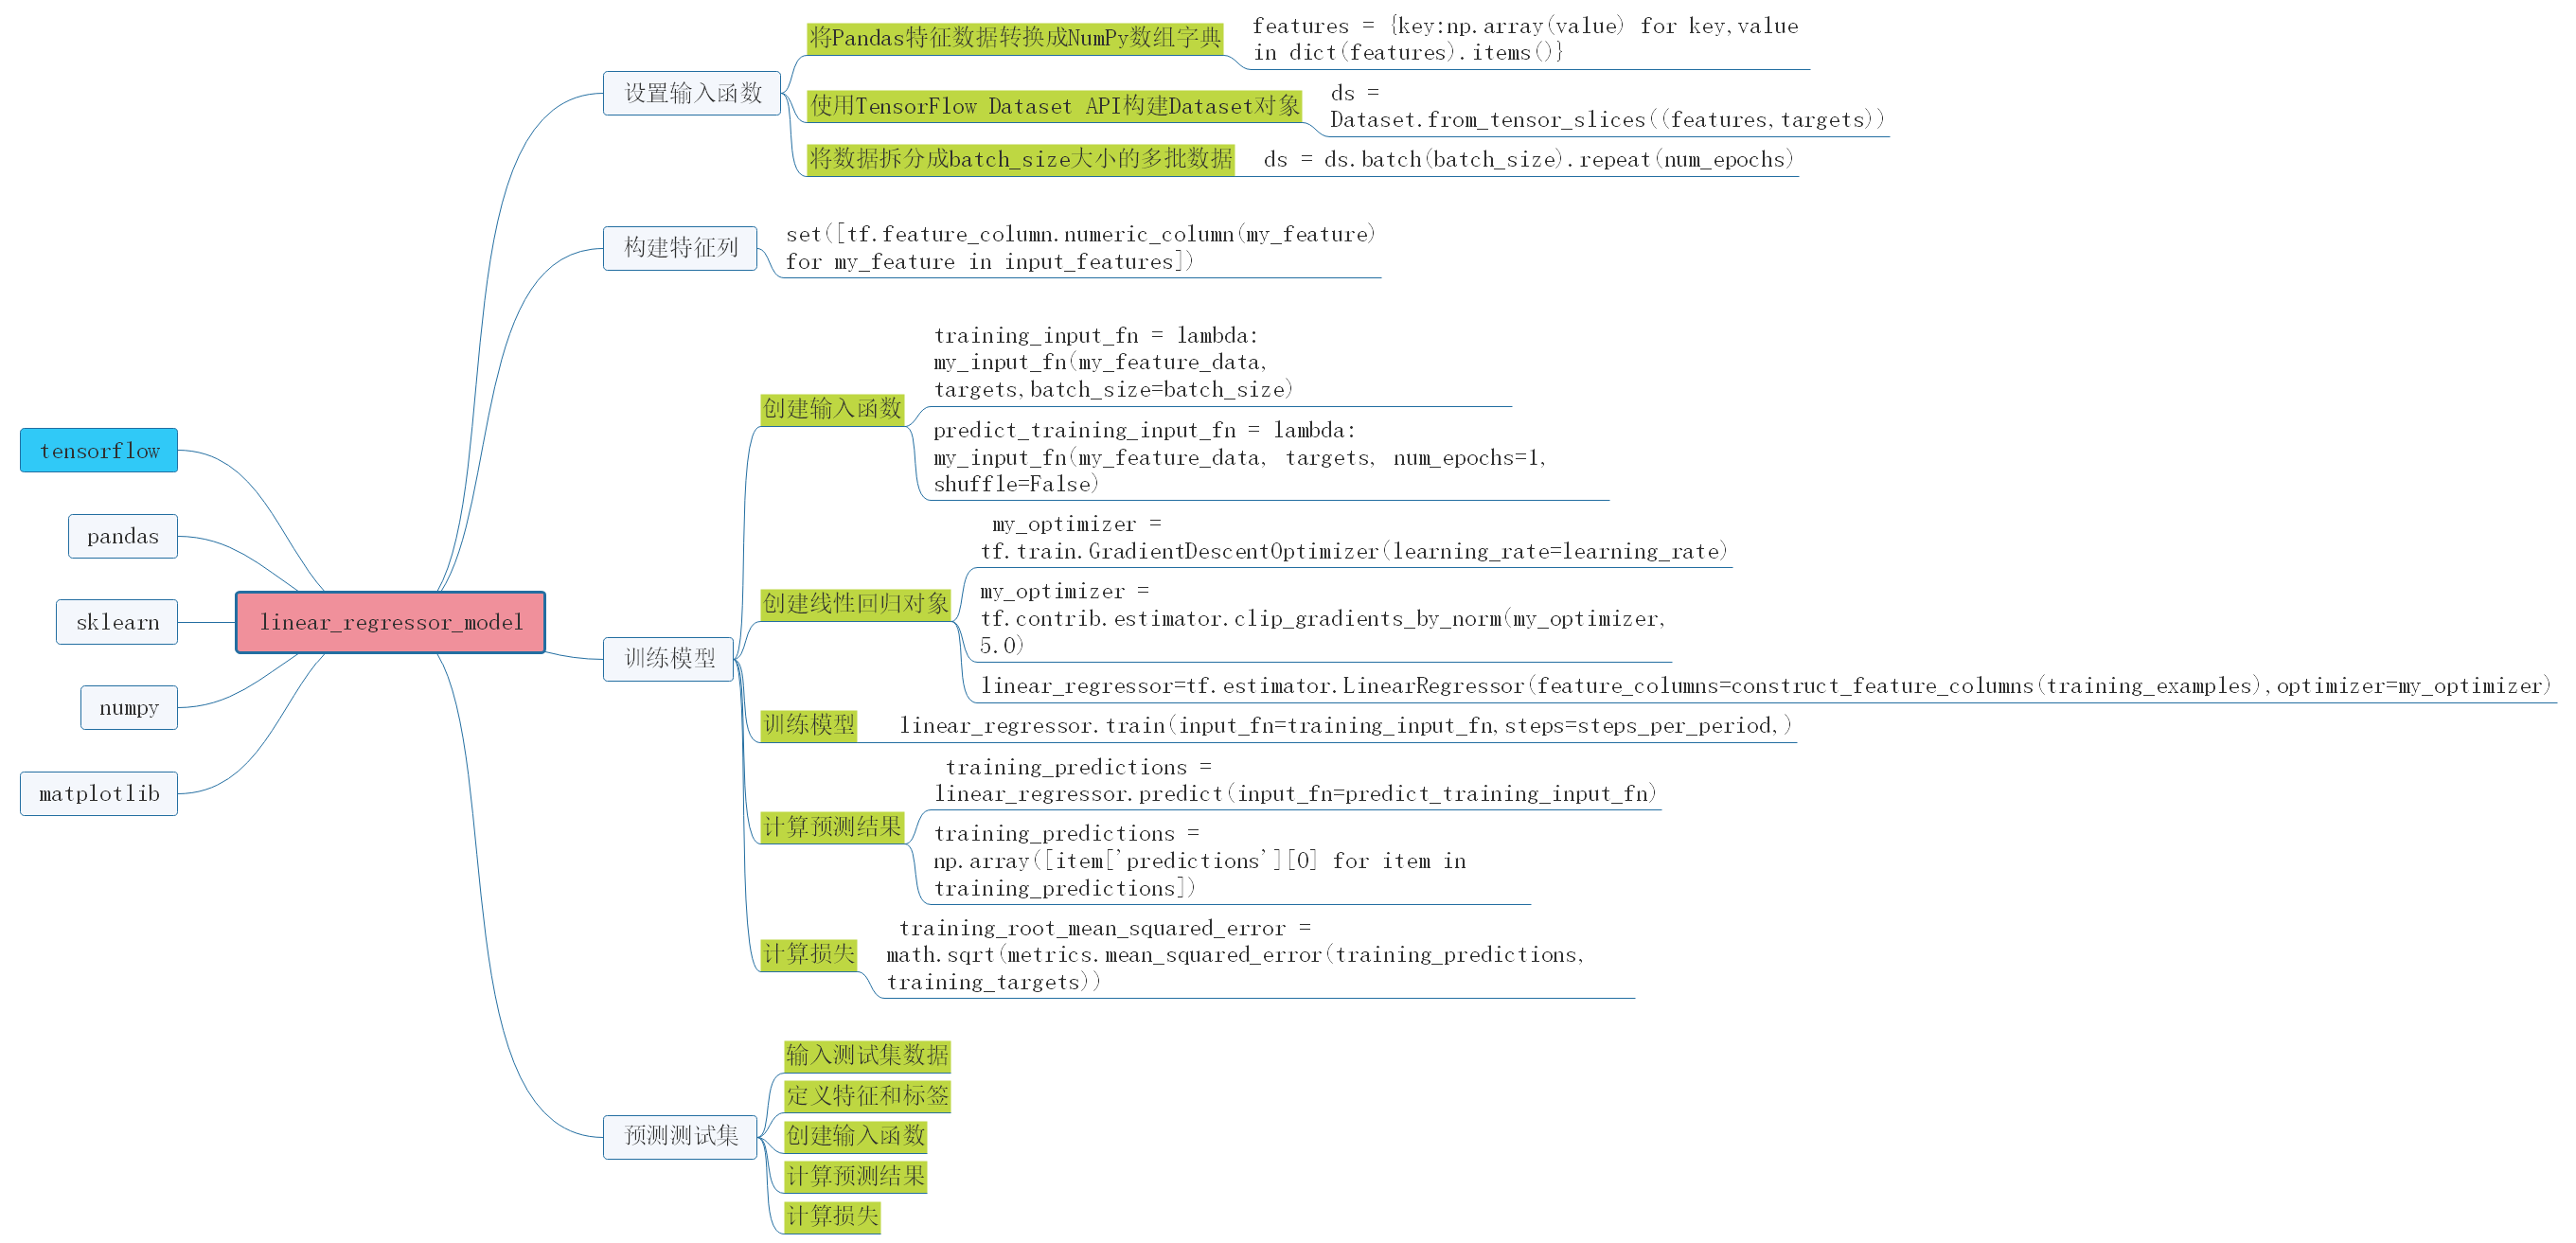 tensorflow
pandas
sklearn
numpy
matplotlib
linear_regressor_model
设置输入函数
将Pandas特征数据转换成NumPy数组字典
features = {key:np.array(value) for key,value
in dict(features).items()}
使用TensorFlow Dataset API构建Dataset对象
ds =
Dataset.from_tensor_slices((features,targets))
将数据拆分成batch_size大小的多批数据
ds = ds.batch(batch_size).repeat(num_epochs)
构建特征列
set([tf.feature_column.numeric_column(my_feature)
for my_feature in input_features])
训练模型
创建输入函数
training_input_fn = lambda:
my_input_fn(my_feature_data,
targets,batch_size=batch_size)
predict_training_input_fn = lambda:
my_input_fn(my_feature_data, targets, num_epochs=1,
shuffle=False)
创建线性回归对象
my_optimizer =
tf.train.GradientDescentOptimizer(learning_rate=learning_rate)
my_optimizer =
tf.contrib.estimator.clip_gradients_by_norm(my_optimizer,
5.0)
linear_regressor=tf.estimator.LinearRegressor(feature_columns=construct_feature_columns(training_examples),optimizer=my_optimizer)
训练模型
linear_regressor.train(input_fn=training_input_fn,steps=steps_per_period,)
计算预测结果
training_predictions =
linear_regressor.predict(input_fn=predict_training_input_fn)
training_predictions =
np.array([item['predictions'][0] for item in
training_predictions])
计算损失
training_root_mean_squared_error =
math.sqrt(metrics.mean_squared_error(training_predictions,
training_targets))
预测测试集
输入测试集数据
定义特征和标签
创建输入函数
计算预测结果
计算损失